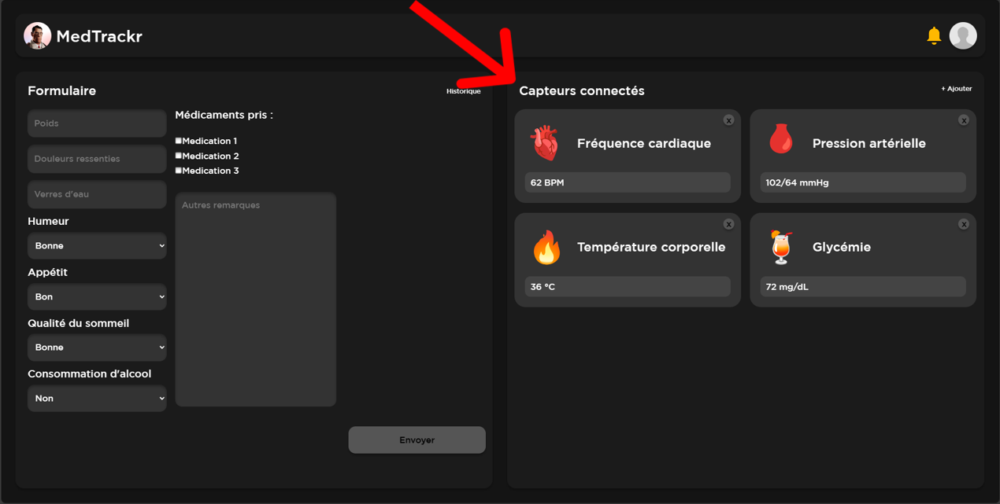 MedTrackr
Formulaire
Historique
Poids
Douleurs ressenties
Verres d'eau
Humeur
Bonne
Appétit
Bon
Qualité du sommeil
Bonne
Consommation d'alcool
Non
Médicaments pris :
Medication 1
Medication 2
Medication 3
Autres remarques
Envoyer
Capteurs connectés
+ Ajouter
x
Fréquence cardiaque
62 BPM
x
Pression artérielle
102/64 mmHg
x
Température corporelle
36 °C
x
Glycémie
72 mg/dL